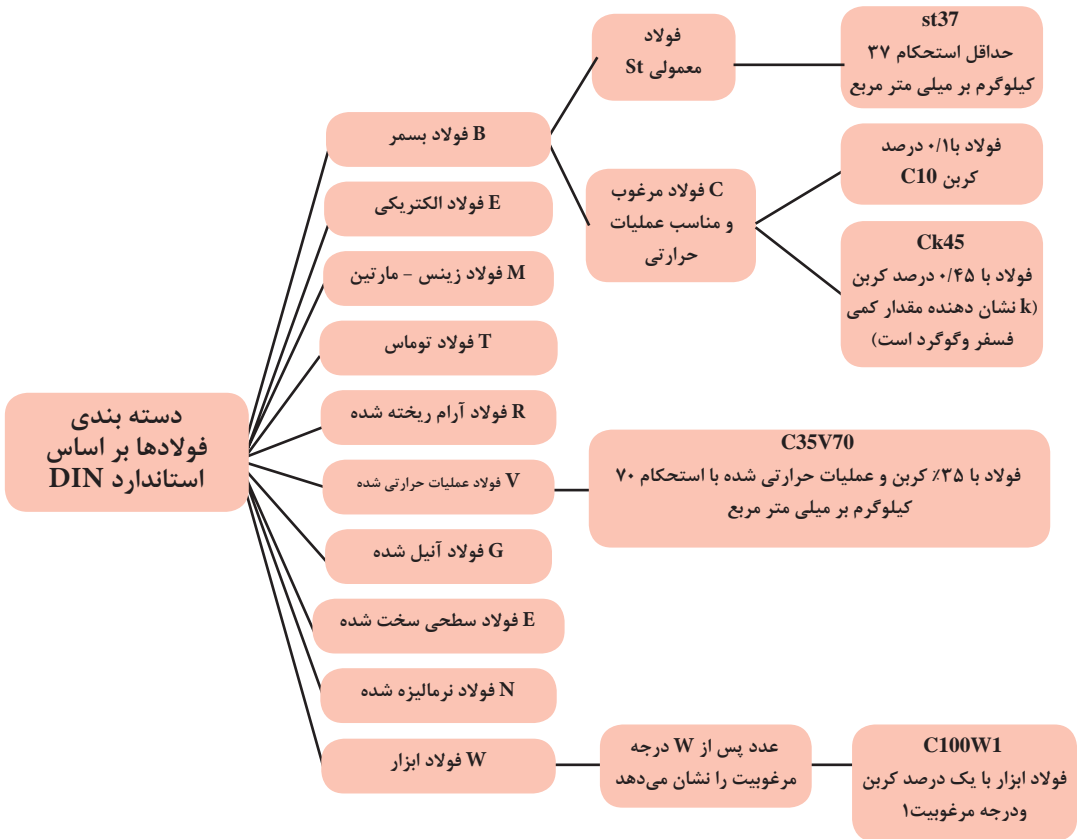 دسته بندی
فولادها بر اساس
استاندارد DIN
B فولاد بسمر
فولاد
معمولی St
st37
حداقل استحکام ۳۷
کیلوگرم بر میلی متر مربع
C فولاد مرغوب
و مناسب عملیات
حرارتی
فولاد با۰/۱ درصد
کربن C10
Ck45
فولاد با ۰/۴۵ درصد کربن
(k نشان دهنده مقدار کمی
فسفر وگوگرد است)
E فولاد الکتریکی
M فولاد زینس – مارتین
T فولاد توماس
R فولاد آرام ریخته شده
V فولاد عملیات حرارتی شده
C35V70
فولاد با ۳۵٪ کربن و عملیات حرارتی شده با استحکام ۷۰
کیلوگرم بر میلی متر مربع
G فولاد آنیل شده
E فولاد سطحی سخت شده
N فولاد نرمالیزه شده
W فولاد ابزار
عدد پس از W درجه
مرغوبیت را نشان می‌دهد
C100W1
فولاد ابزار با یک درصد کربن
ودرجه مرغوبیت۱